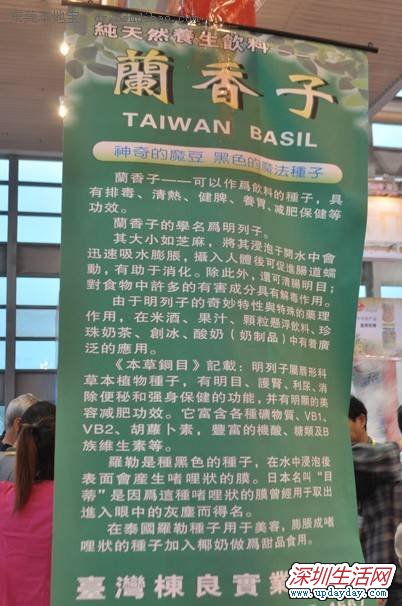 純天然養生飲料
蘭香子
TAIWAN BASIL
神奇的魔豆 黑色的魔法種子
蘭香子——可以作爲飲料的種子，具
有排毒、清熱、健脾、養胃、减肥保健等
功效。
蘭香子的學名爲明列子。
其大小如芝麻，將其浸泡于開水中會
迅速吸水膨脹，攝入人體後可促進腸道蠕
動，有助于消化。除此外，還可清腸明目；
對食物中許多的有害成分具有解毒作用。
由于明列子的奇妙特性與特殊的藥理
作用，在米酒、果汁、顆粒懸浮飲料、珍
珠奶茶、創冰、酸奶（奶制品）中有着廣
泛的應用。
《本草銅目》記載：明列子屬唇形科
草本植物種子，有明目、護腎、利尿、消
除便秘和强身保健的功能，并有明顯的美
容减肥功效。它富含各種礦物質、VB1、
VB2、胡蘿卜素，豐富的機酸、糖類及B
族維生素等。
羅勒是種黑色的種子，在水中浸泡後
表面會産生啫哩狀的膜。日本名叫“目
蒂”是因爲這種啫哩狀的膜曾經用于取出
進入眼中的灰塵而得名。
在泰國羅勒種子用于美容，膨脹成啫
哩狀的種子加入椰奶做爲甜品食用。
臺灣棟良實業
深圳生活网
www.updayday.com